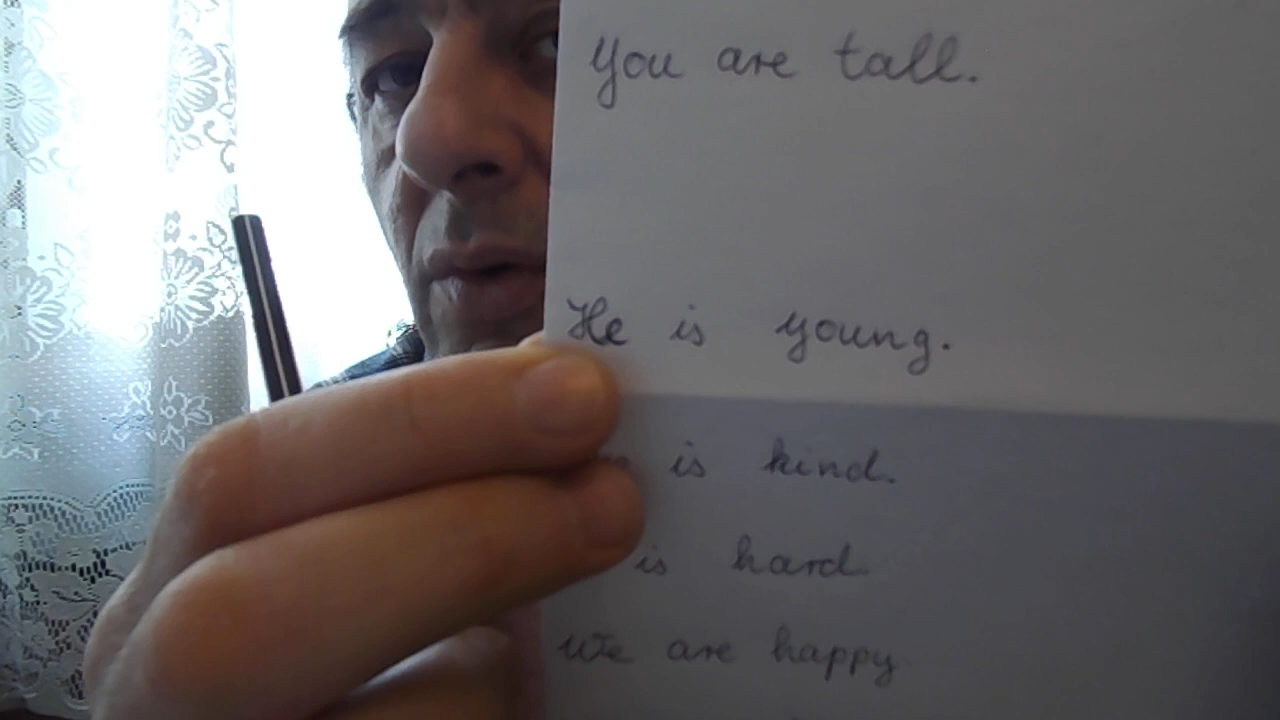 You are tall.
He is young.
is kind.
is hard
We are happy